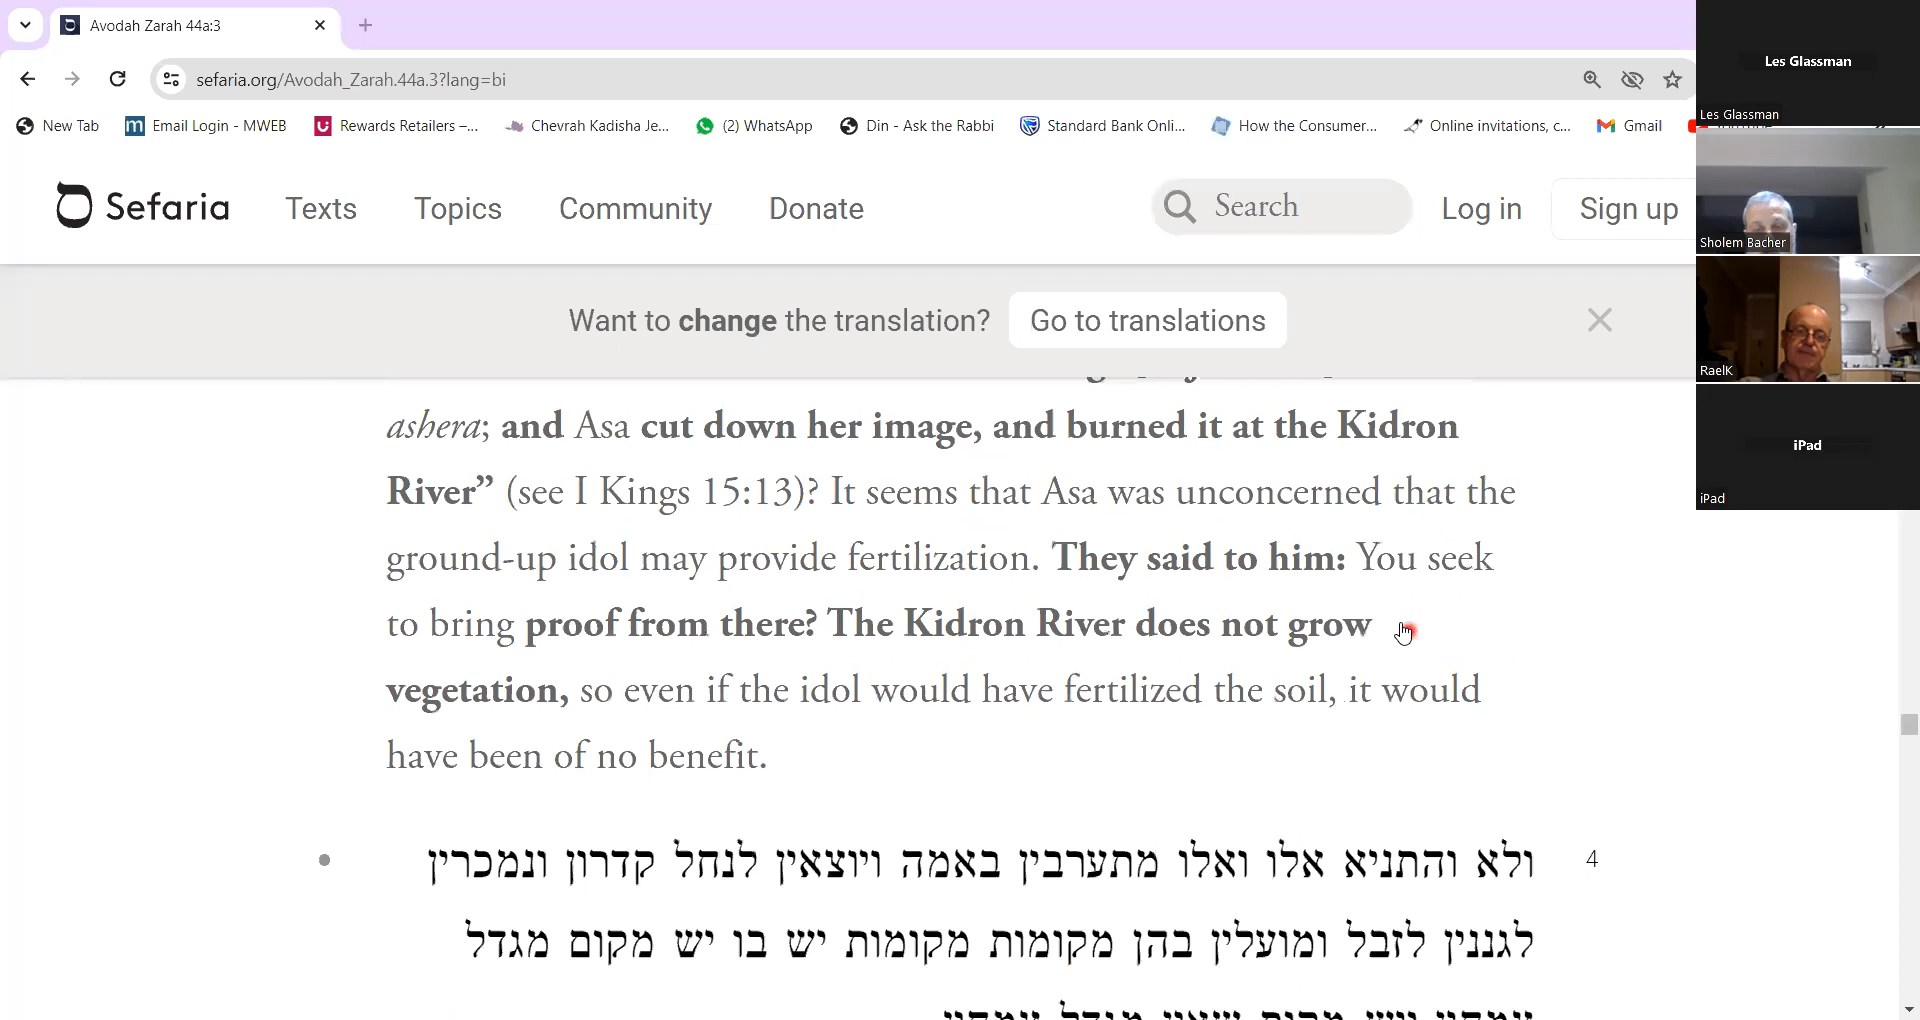 Avodah Zarah 44a:3
sefaria.org/Avodah_Zarah.44a.3?lang=bi
New Tab
Email Login - MWEB
Rewards Retailers –...
Chevrah Kadisha Je...
(2) WhatsApp
Din - Ask the Rabbi
Standard Bank Onli...
How the Consumer...
Online invitations, c...
Gmail
Sefaria
Texts
Topics
Community
Donate
Search
Log in
Sign up
Want to change the translation?
Go to translations
ashera; and Asa cut down her image, and burned it at the Kidron
River” (see I Kings 15:13)? It seems that Asa was unconcerned that the
ground-up idol may provide fertilization. They said to him: You seek
to bring proof from there? The Kidron River does not grow
vegetation, so even if the idol would have fertilized the soil, it would
have been of no benefit.
4
ולא והתניא אלו ואלו מתערבין באמה ויוצאין לנחל קדרון ונמכרין
לגננין לזבל ומועלין בהן מקומות מקומות יש בו יש מקום מגדל
Les Glassman
Les Glassman
Sholem Bacher
RaelK
iPad
iPad